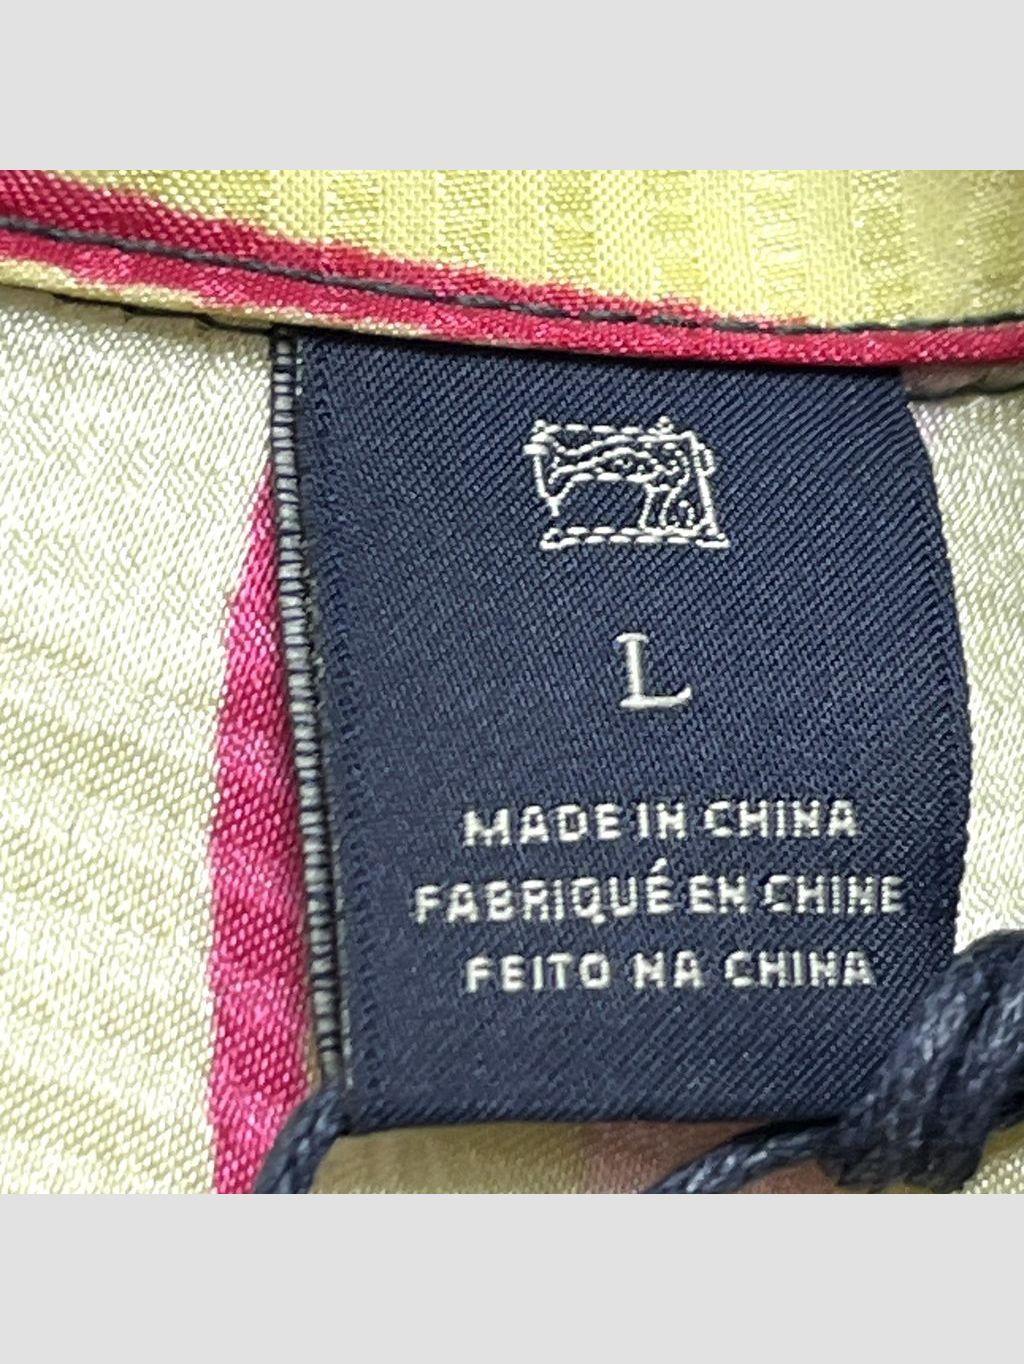 L
MADE IN CHINA
FABRIQUÉ EN CHINE
FEITO NA CHINA